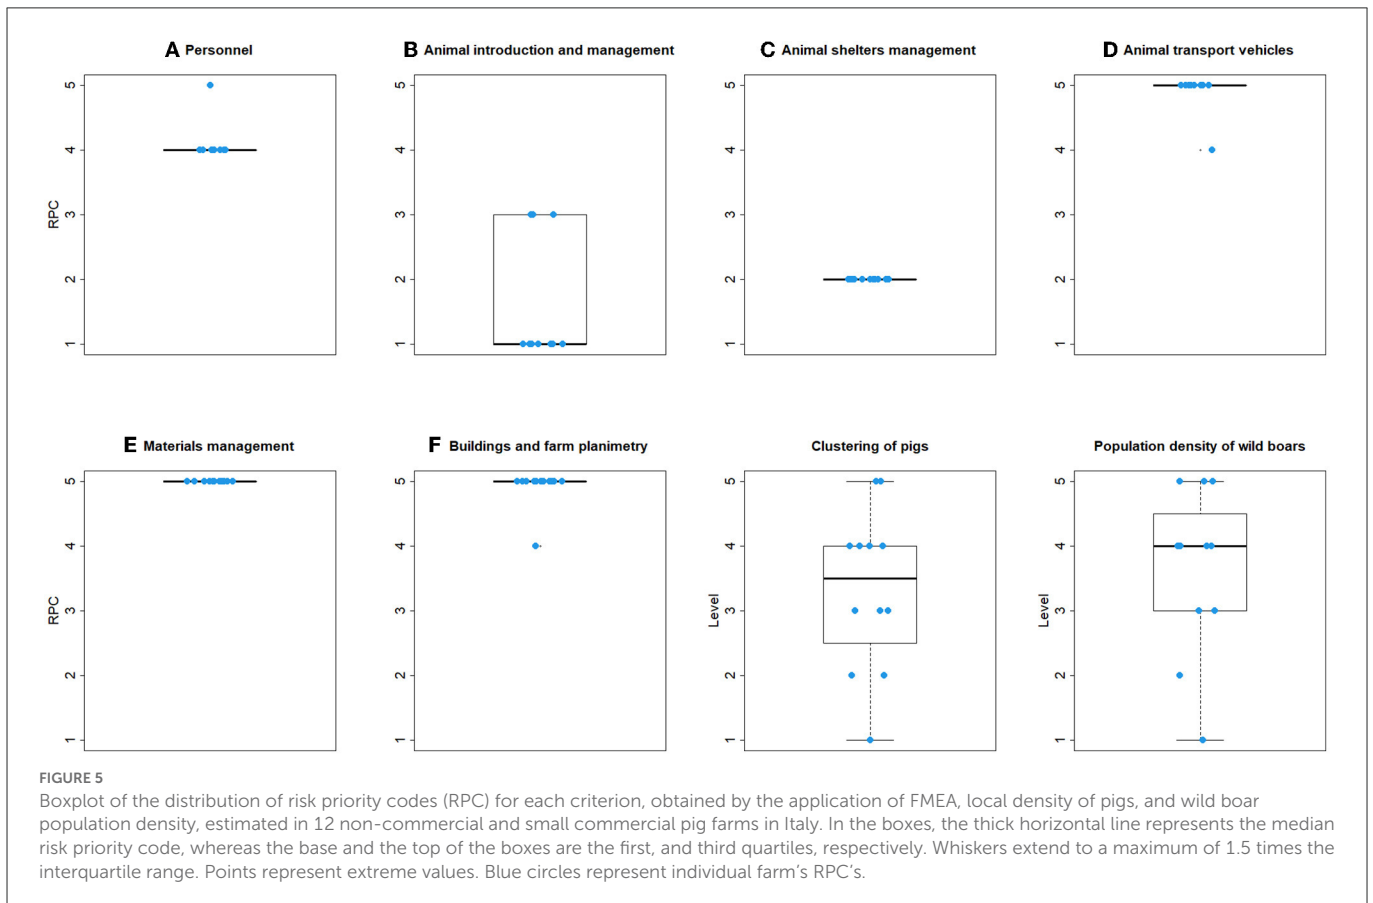 A Personnel
B Animal introduction and management
C Animal shelters management
D Animal transport vehicles
RPC
5
4
3
2
1
5
4
3
2
1
5
4
3
2
1
5
4
3
2
1
E Materials management
F Buildings and farm planimetry
Clustering of pigs
Population density of wild boars
RPC
5
4
3
2
1
5
4
3
2
1
Level
5
4
3
2
1
Level
5
4
3
2
1
FIGURE 5
Boxplot of the distribution of risk priority codes (RPC) for each criterion, obtained by the application of FMEA, local density of pigs, and wild boar
population density, estimated in 12 non-commercial and small commercial pig farms in Italy. In the boxes, the thick horizontal line represents the median
risk priority code, whereas the base and the top of the boxes are the first, and third quartiles, respectively. Whiskers extend to a maximum of 1.5 times the
interquartile range. Points represent extreme values. Blue circles represent individual farm's RPC's.